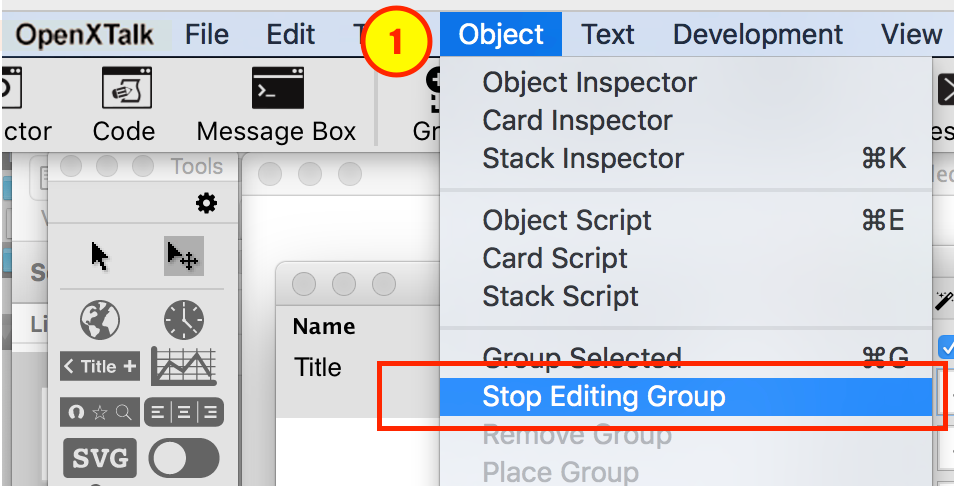 OpenXTalk File Edit T 1 Object Text Development View
ctor Code Message Box Gr es
Tools
Name
Title
< Title +
SVG
Object Inspector
Card Inspector
Stack Inspector ⌘K
Object Script ⌘E
Card Script
Stack Script
Group Selected ⌘G
Stop Editing Group
Remove Group
Place Group